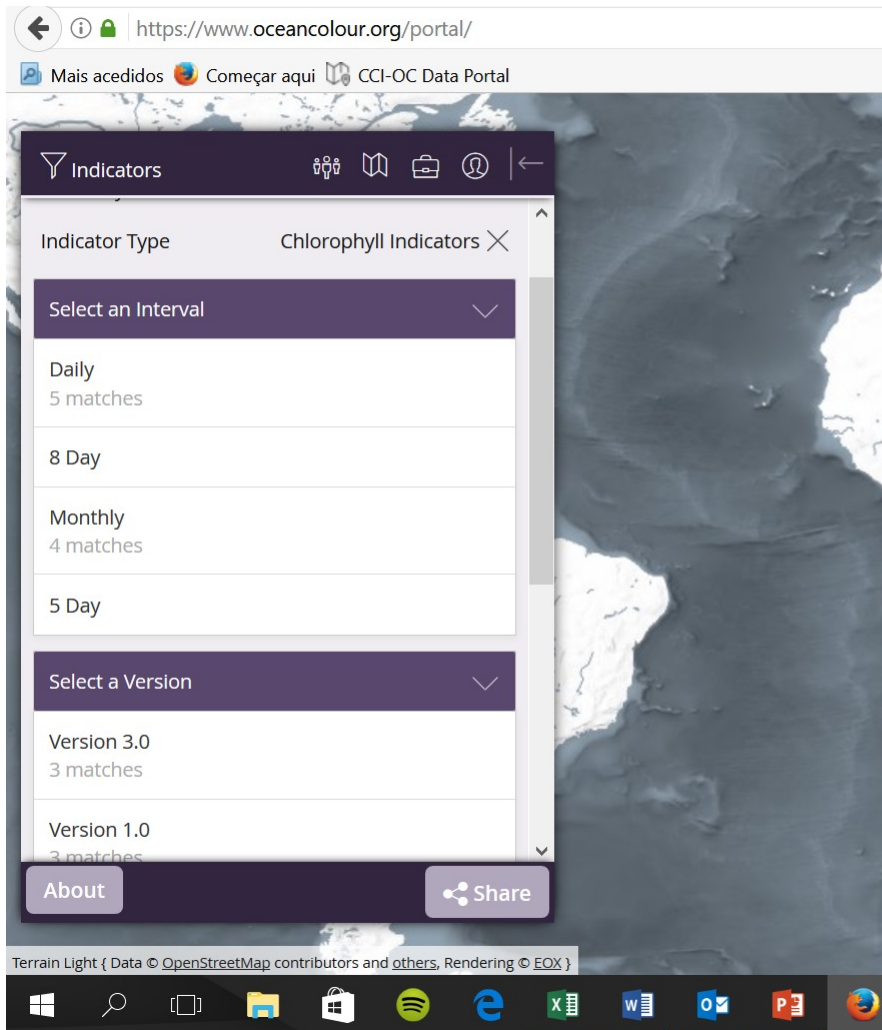 https://www.oceancolour.org/portal/
Mais acedidos Começar aqui CCI-OC Data Portal
Indicators
Indicator Type Chlorophyll Indicators
Select an Interval
Daily
5 matches
8 Day
Monthly
4 matches
5 Day
Select a Version
Version 3.0
3 matches
Version 1.0
3 matches
About Share
Terrain Light { Data © OpenStreetMap contributors and others, Rendering © EOX }